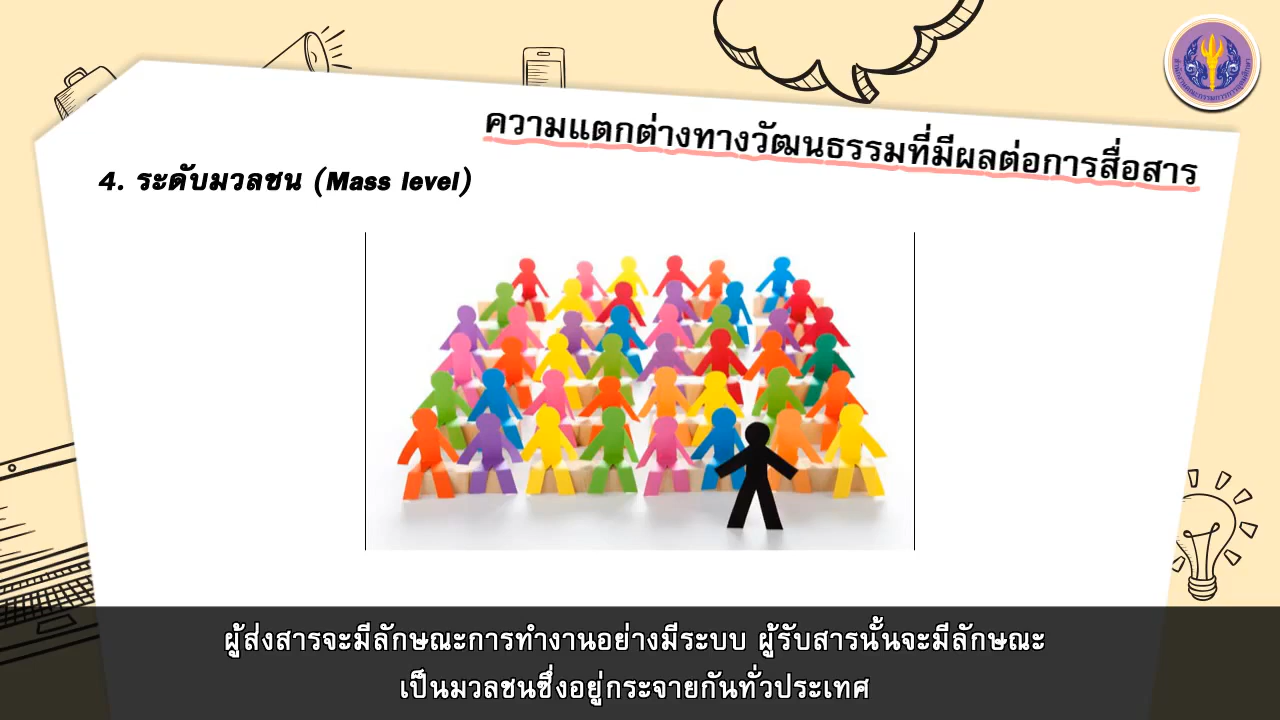 ความแตกต่างทางวัฒนธรรมที่มีผลต่อการสื่อสาร
4. ระดับมวลชน (Mass level)
ผู้ส่งสารจะมีลักษณะการทำงานอย่างมีระบบ ผู้รับสารนั้นจะมีลักษณะ
เป็นมวลชนซึ่งอยู่กระจายกันทั่วประเทศ